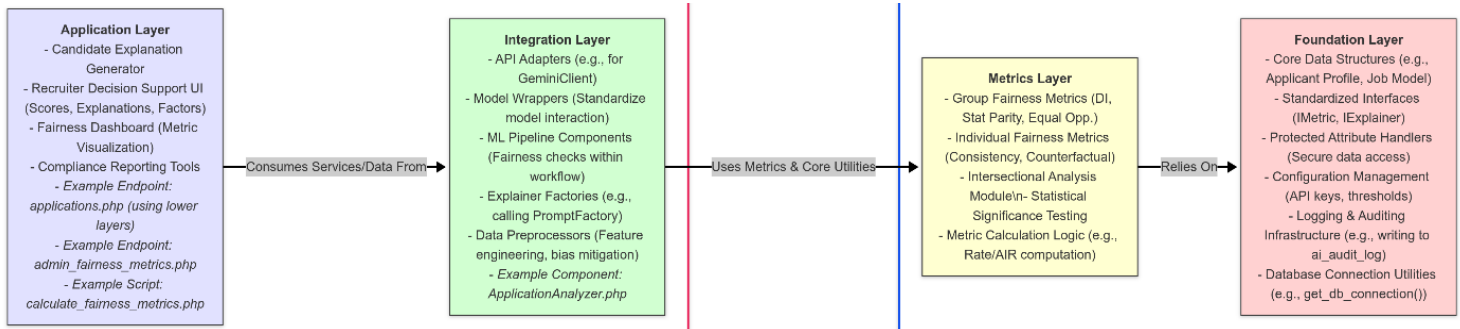 Application Layer
- Candidate Explanation
Generator
- Recruiter Decision Support UI
(Scores, Explanations, Factors)
- Fairness Dashboard (Metric
Visualization)
- Compliance Reporting Tools
- Example Endpoint:
applications.php (using lower
layers)
- Example Endpoint:
admin_fairness_metrics.php
- Example Script:
calculate_fairness_metrics.php
Consumes Services/Data From
Integration Layer
- API Adapters (e.g., for
GeminiClient)
- Model Wrappers (Standardize
model interaction)
- ML Pipeline Components
(Fairness checks within
workflow)
- Explainer Factories (e.g.,
calling PromptFactory)
- Data Preprocessors (Feature
engineering, bias mitigation)
- Example Component:
ApplicationAnalyzer.php
Uses Metrics & Core Utilities
Metrics Layer
- Group Fairness Metrics (DI,
Stat Parity, Equal Opp.)
- Individual Fairness Metrics
(Consistency, Counterfactual)
- Intersectional Analysis
Module\n- Statistical
Significance Testing
- Metric Calculation Logic (e.g.,
Rate/AIR computation)
Relies On
Foundation Layer
- Core Data Structures (e.g.,
Applicant Profile, Job Model)
- Standardized Interfaces
(IMetric, IExplainer)
- Protected Attribute Handlers
(Secure data access)
- Configuration Management
(API keys, thresholds)
- Logging & Auditing
Infrastructure (e.g., writing to
ai_audit_log)
- Database Connection Utilities
(e.g., get_db_connection())